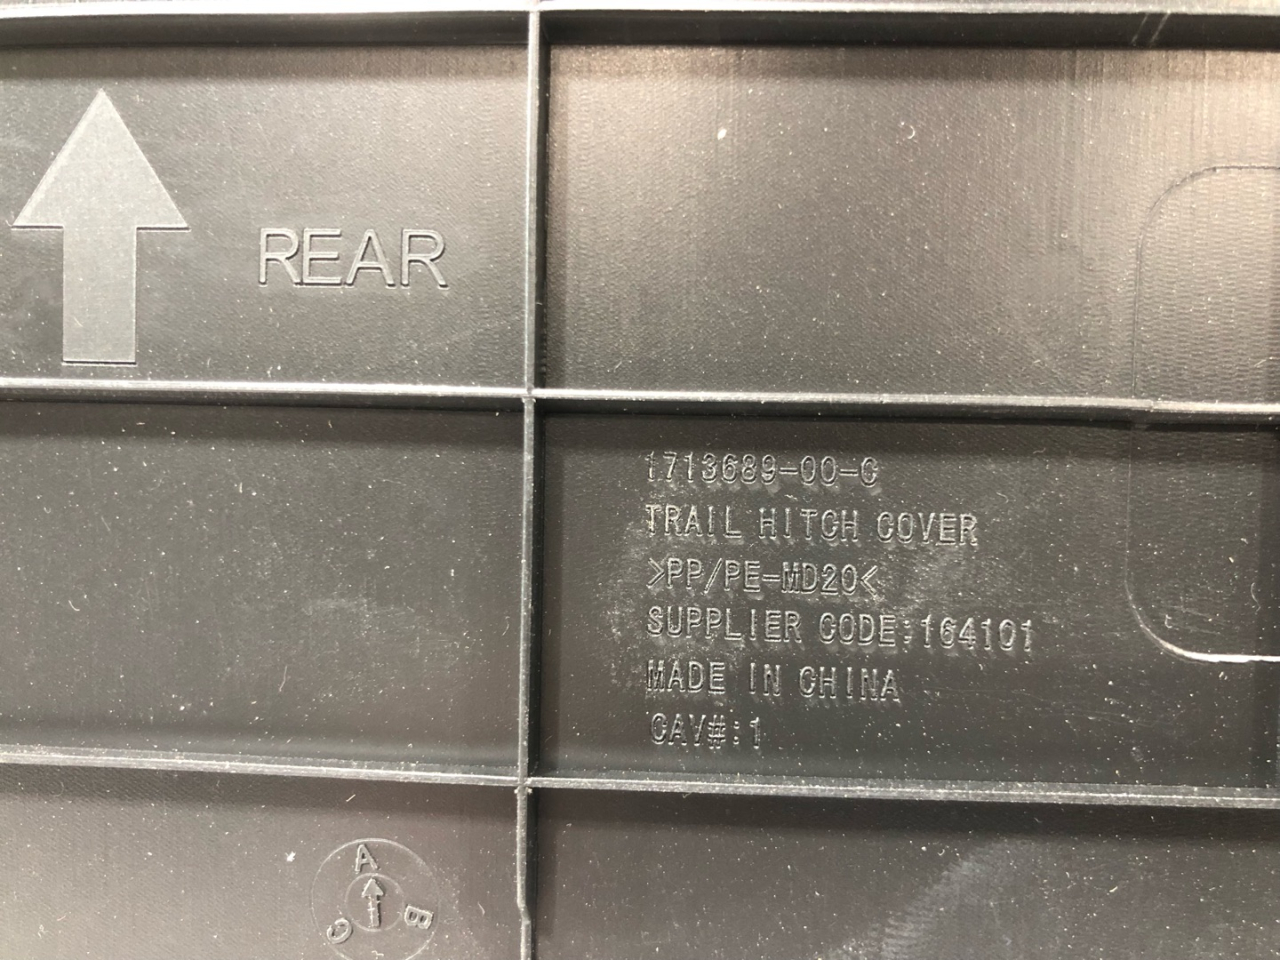 REAR
1713689-00-C
TRAIL HITCH COVER
>PP/PE-MD20<
SUPPLIER CODE:164101
MADE IN CHINA
CAV#:1
A
B
C